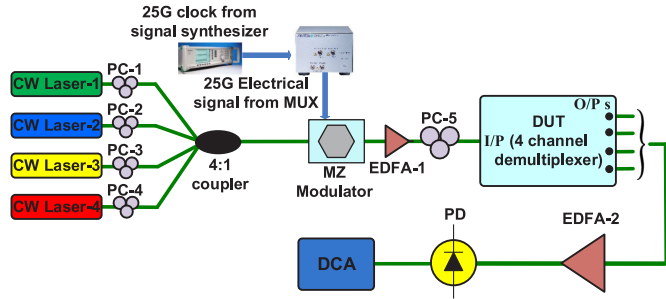 25G clock from
signal synthesizer
25G Electrical
signal from MUX
CW Laser-1
PC-1
CW Laser-2
PC-2
CW Laser-3
PC-3
CW Laser-4
PC-4
4:1
coupler
MZ
Modulator
EDFA-1
PC-5
O/P s
DUT
I/P (4 channel
demultiplexer)
EDFA-2
PD
DCA